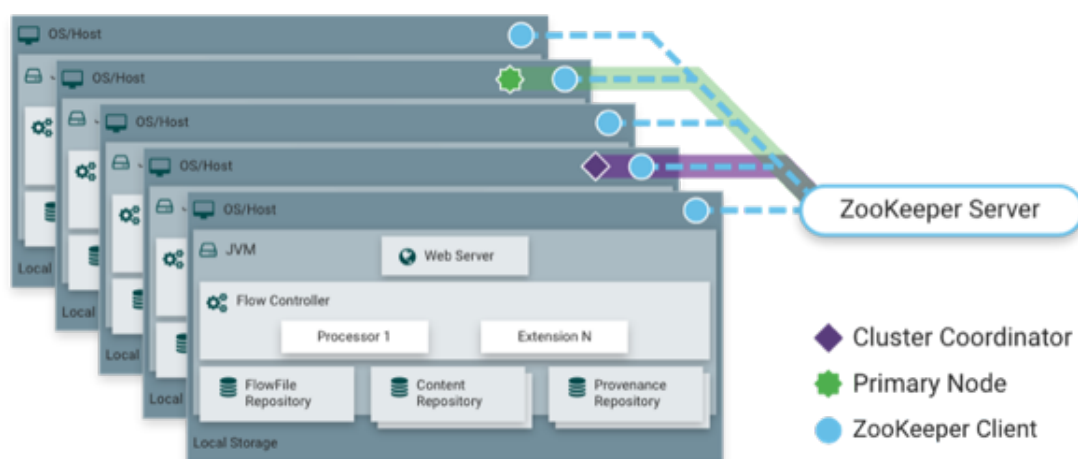 OS/Host
OS/Host
OS/Host
OS/Host
OS/Host
ZooKeeper Server
JVM
Web Server
Flow Controller
Processor 1
Extension N
FlowFile
Repository
Content
Repository
Provenance
Repository
Local
Local
Local
Local
Local Storage
Cluster Coordinator
Primary Node
ZooKeeper Client